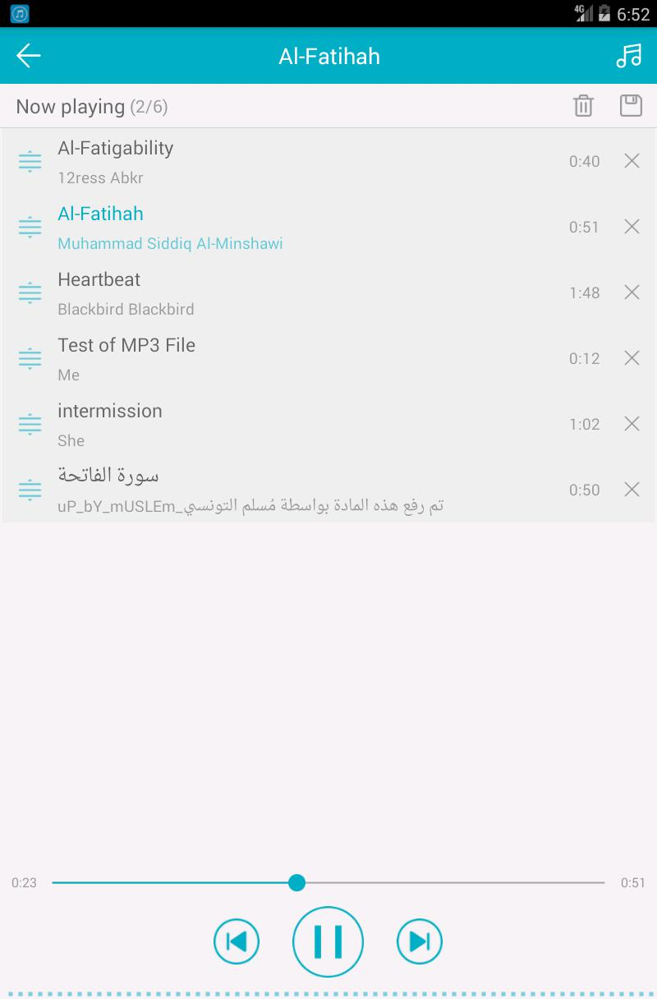 4G 6:52
Al-Fatihah
Now playing (2/6)
Al-Fatigability
0:40
12ress Abkr
Al-Fatihah
0:51
Muhammad Siddiq Al-Minshawi
Heartbeat
1:48
Blackbird Blackbird
Test of MP3 File
0:12
Me
intermission
1:02
She
سورة الفاتحة
0:50
uP_bY_mUSLEm_تم رفع هذه المادة بواسطة مُسلم التونسي
0:23 0:51